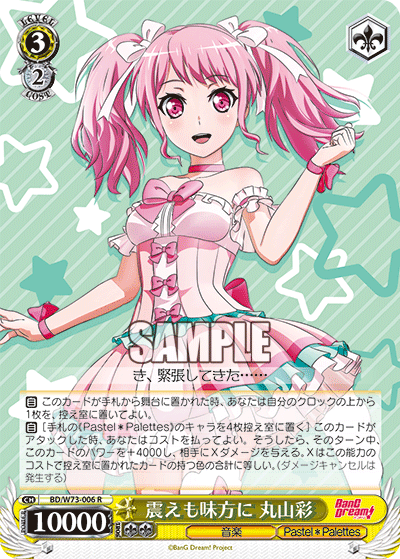 LEVEL
3
2
COST
SAMPLE
き、緊張してきた……
自 このカードが手札から舞台に置かれた時、あなたは自分のクロックの上から
1枚を、控え室に置いてよい。
自 [手札の《Pastel＊Palettes》のキャラを4枚控え室に置く] このカードが
アタックした時、あなたはコストを払ってよい。そうしたら、そのターン中、
このカードのパワーを＋4000し、相手にXダメージを与える。Xはこの能力の
コストで控え室に置かれたカードの持つ色の合計に等しい。（ダメージキャンセルは
発生する）
CH BD/W73-006 R
10000
震えも味方に 丸山彩
BanG Dream!
音楽
Pastel＊Palettes
©BanG Dream! Project